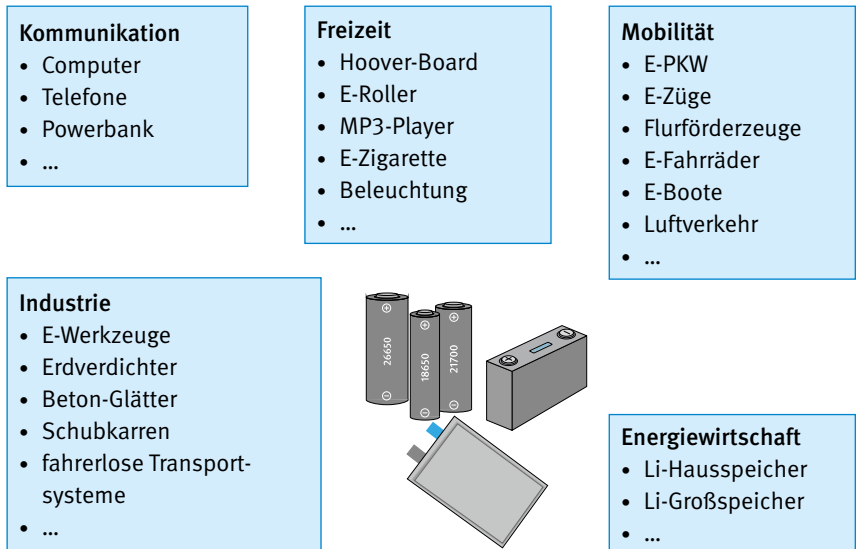 Kommunikation
• Computer
• Telefone
• Powerbank
• ...
Freizeit
• Hoover-Board
• E-Roller
• MP3-Player
• E-Zigarette
• Beleuchtung
• ...
Mobilität
• E-PKW
• E-Züge
• Flurförderzeuge
• E-Fahrräder
• E-Boote
• Luftverkehr
• ...
Industrie
• E-Werkzeuge
• Erdverdichter
• Beton-Glätter
• Schubkarren
• fahrerlose Transport-
systeme
• ...
26650
18650
21700
Energiewirtschaft
• Li-Hausspeicher
• Li-Großspeicher
• ...